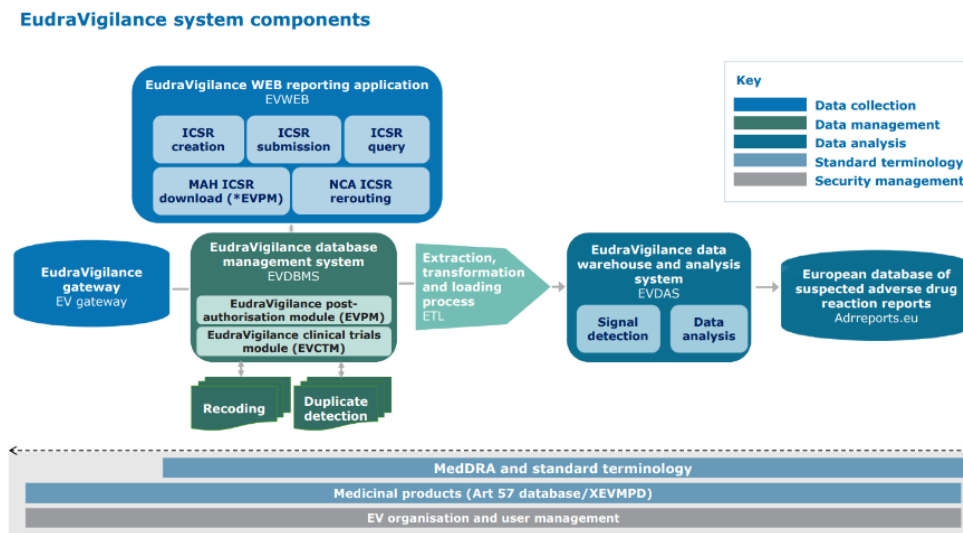 EudraVigilance system components
EudraVigilance WEB reporting application
EVWEB
ICSR
creation
ICSR
submission
ICSR
query
MAH ICSR
download (*EVPM)
NCA ICSR
rerouting
Key
Data collection
Data management
Data analysis
Standard terminology
Security management
EudraVigilance
gateway
EV gateway
EudraVigilance database
management system
EVDBMS
EudraVigilance post-
authorisation module (EVPM)
EudraVigilance clinical trials
module (EVCTM)
Recoding
Duplicate
detection
Extraction,
transformation
and loading
process
ETL
EudraVigilance data
warehouse and analysis
system
EVDAS
Signal
detection
Data
analysis
European database of
suspected adverse drug
reaction reports
Adrreports.eu
MedDRA and standard terminology
Medicinal products (Art 57 database/XEVMPD)
EV organisation and user management